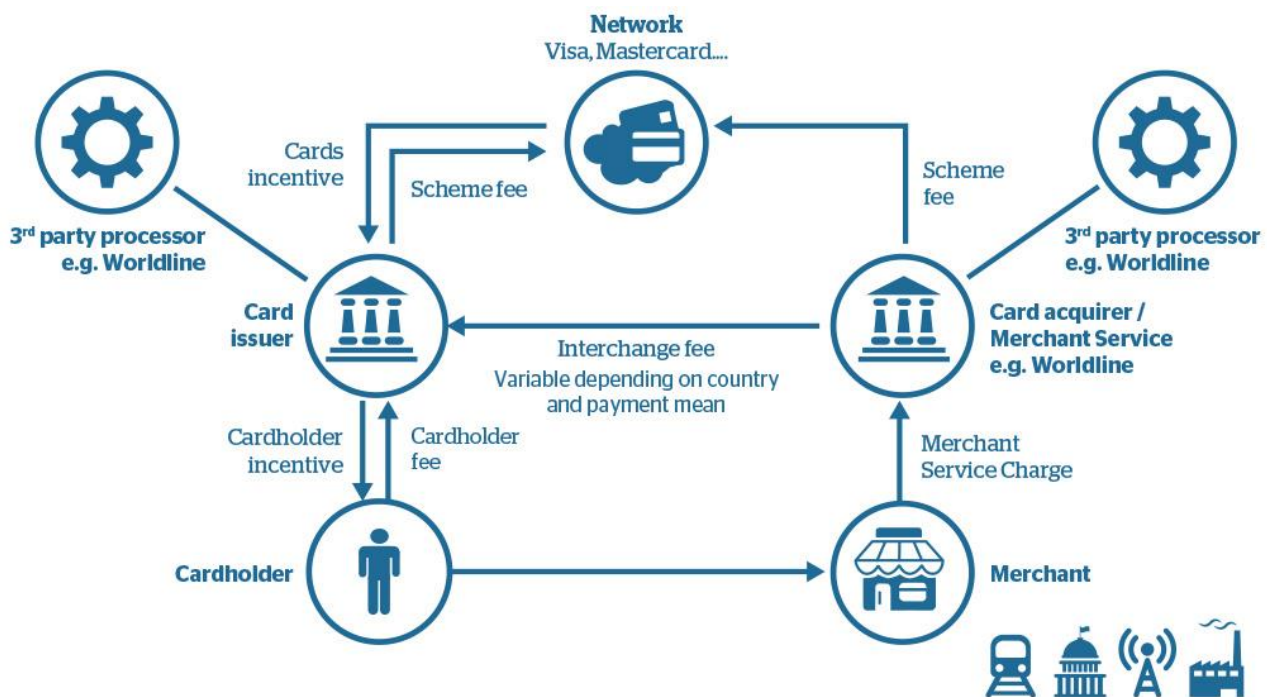 Network
Visa, Mastercard....
Cards
incentive
Scheme fee
Scheme
fee
3rd party processor
e.g. Worldline
3rd party processor
e.g. Worldline
Card
issuer
Card acquirer /
Merchant Service
e.g. Worldline
Interchange fee
Variable depending on country
and payment mean
Cardholder
incentive
Cardholder
fee
Merchant
Service Charge
Cardholder
Merchant